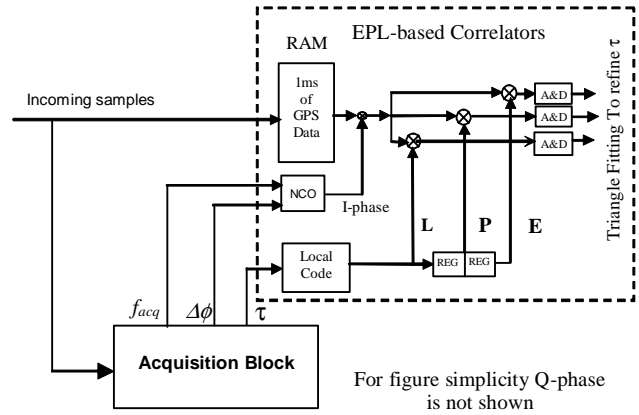 EPL-based Correlators
RAM
1ms
of
GPS
Data
Incoming samples
A&D
A&D
A&D
Triangle Fitting To refine τ
NCO
I-phase
L
P
E
Local
Code
REG
REG
f_acq
Δϕ
τ
Acquisition Block
For figure simplicity Q-phase
is not shown